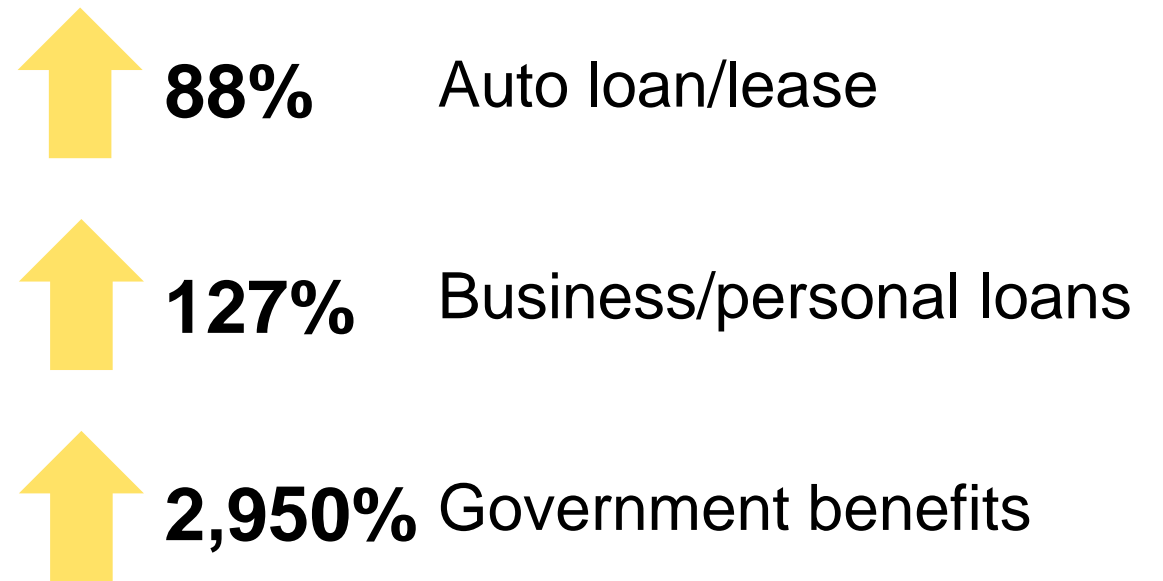 88% Auto loan/lease
127% Business/personal loans
2,950% Government benefits